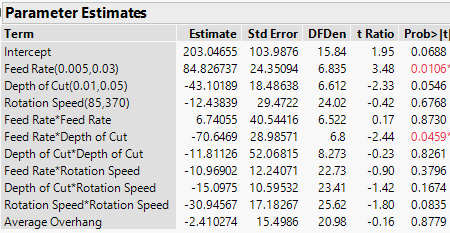 Parameter Estimates
Term Estimate Std Error DFDen t Ratio Prob>|t|
Intercept 203.04655 103.9876 15.84 1.95 0.0688
Feed Rate(0.005,0.03) 84.826737 24.35094 6.835 3.48 0.0106*
Depth of Cut(0.01,0.05) -43.10189 18.48638 6.612 -2.33 0.0546
Rotation Speed(85,370) -12.43839 29.4722 24.02 -0.42 0.6768
Feed Rate*Feed Rate 6.74055 40.54416 6.522 0.17 0.8730
Feed Rate*Depth of Cut -70.6469 28.98571 6.8 -2.44 0.0459*
Depth of Cut*Depth of Cut -11.81126 52.06815 8.273 -0.23 0.8261
Feed Rate*Rotation Speed -10.96902 12.24071 22.73 -0.90 0.3796
Depth of Cut*Rotation Speed -15.0975 10.59532 23.41 -1.42 0.1674
Rotation Speed*Rotation Speed -30.94567 17.18267 25.62 -1.80 0.0835
Average Overhang -2.410274 15.4986 20.98 -0.16 0.8779